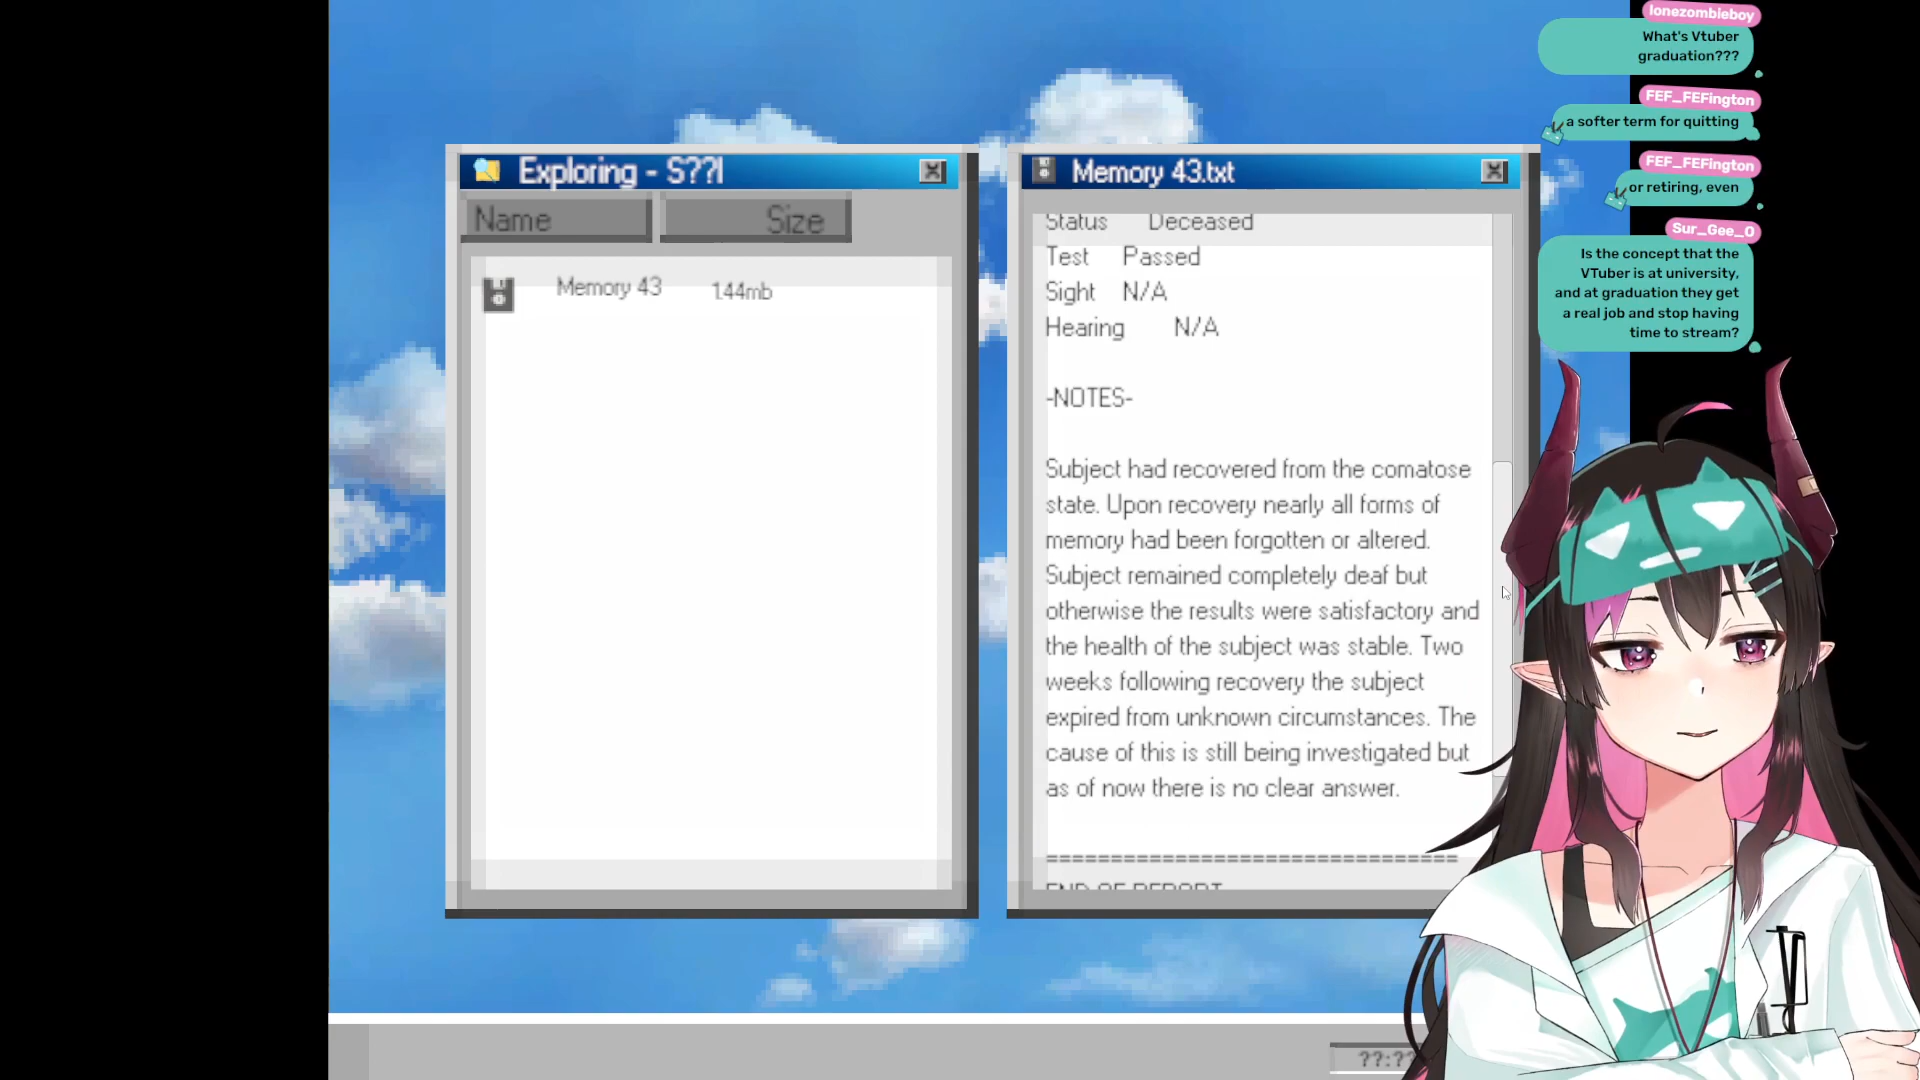 Exploring - S??l
Name Size
Memory 43 1.44mb
Memory 43.txt
Status Deceased
Test Passed
Sight N/A
Hearing N/A
-NOTES-
Subject had recovered from the comatose
state. Upon recovery nearly all forms of
memory had been forgotten or altered.
Subject remained completely deaf but
otherwise the results were satisfactory and
the health of the subject was stable. Two
weeks following recovery the subject
expired from unknown circumstances. The
cause of this is still being investigated but
as of now there is no clear answer.
==============================
END OF REPORT
??:??
lonezombieboy
What's Vtuber
graduation???
FEF_FEFington
a softer term for quitting
FEF_FEFington
or retiring, even
Sur_Gee_O
Is the concept that the
VTuber is at university,
and at graduation they get
a real job and stop having
time to stream?